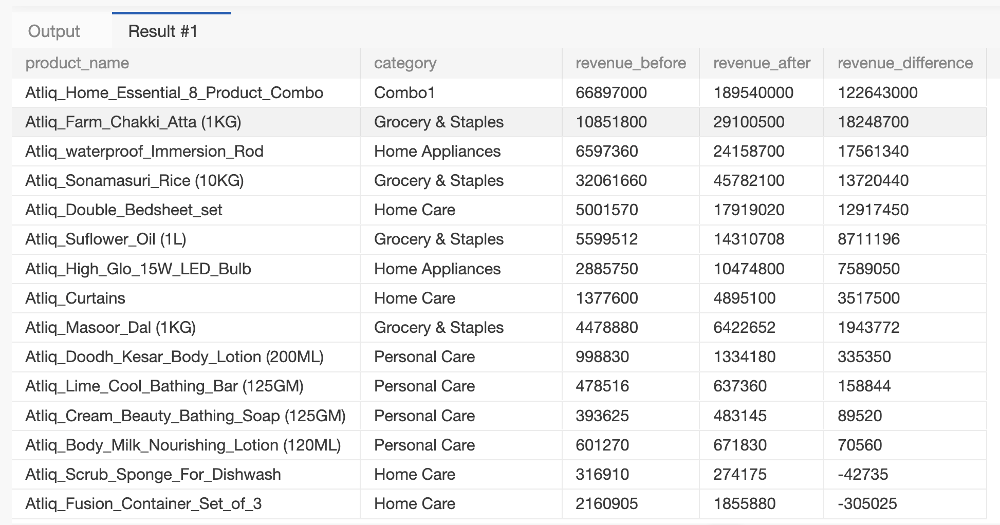 Output Result #1
product_name category revenue_before revenue_after revenue_difference
Atliq_Home_Essential_8_Product_Combo Combo1 66897000 189540000 122643000
Atliq_Farm_Chakki_Atta (1KG) Grocery & Staples 10851800 29100500 18248700
Atliq_waterproof_Immersion_Rod Home Appliances 6597360 24158700 17561340
Atliq_Sonamasuri_Rice (10KG) Grocery & Staples 32061660 45782100 13720440
Atliq_Double_Bedsheet_set Home Care 5001570 17919020 12917450
Atliq_Suflower_Oil (1L) Grocery & Staples 5599512 14310708 8711196
Atliq_High_Glo_15W_LED_Bulb Home Appliances 2885750 10474800 7589050
Atliq_Curtains Home Care 1377600 4895100 3517500
Atliq_Masoor_Dal (1KG) Grocery & Staples 4478880 6422652 1943772
Atliq_Doodh_Kesar_Body_Lotion (200ML) Personal Care 998830 1334180 335350
Atliq_Lime_Cool_Bathing_Bar (125GM) Personal Care 478516 637360 158844
Atliq_Cream_Beauty_Bathing_Soap (125GM) Personal Care 393625 483145 89520
Atliq_Body_Milk_Nourishing_Lotion (120ML) Personal Care 601270 671830 70560
Atliq_Scrub_Sponge_For_Dishwash Home Care 316910 274175 -42735
Atliq_Fusion_Container_Set_of_3 Home Care 2160905 1855880 -305025